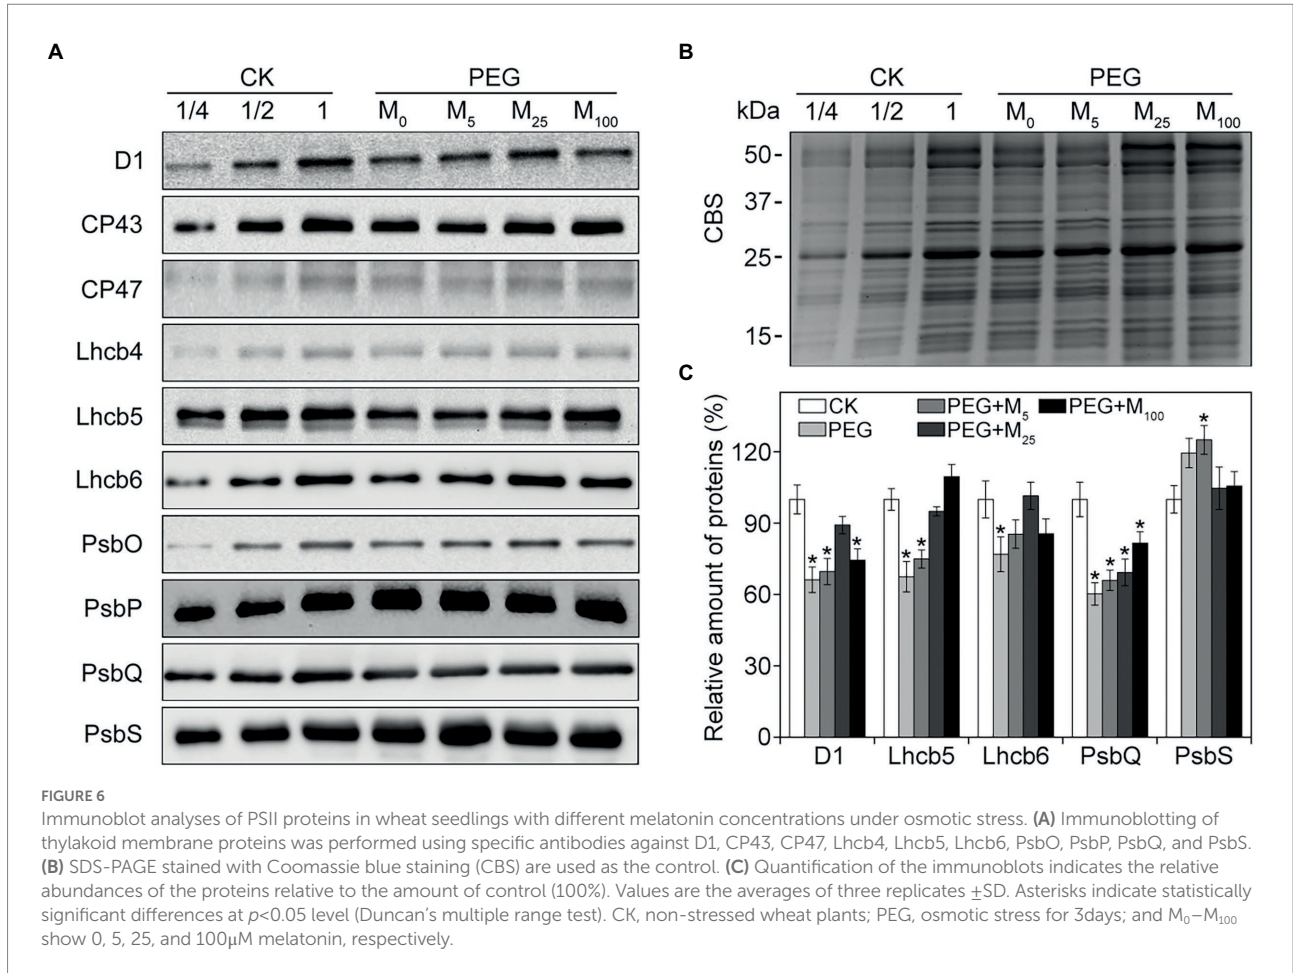 A
CK PEG
1/4 1/2 1 M0 M5 M25 M100
D1
CP43
CP47
Lhcb4
Lhcb5
Lhcb6
PsbO
PsbP
PsbQ
PsbS
B
CK PEG
kDa 1/4 1/2 1 M0 M5 M25 M100
CBS
50-
37-
25-
15-
C
Relative amount of proteins (%)
CK PEG+M5 PEG+M100
PEG PEG+M25
120
90
60
30
0
* * *
* *
*
* * * *
*
D1 Lhcb5 Lhcb6 PsbQ PsbS
FIGURE 6
Immunoblot analyses of PSII proteins in wheat seedlings with different melatonin concentrations under osmotic stress. (A) Immunoblotting of
thylakoid membrane proteins was performed using specific antibodies against D1, CP43, CP47, Lhcb4, Lhcb5, Lhcb6, PsbO, PsbP, PsbQ, and PsbS.
(B) SDS-PAGE stained with Coomassie blue staining (CBS) are used as the control. (C) Quantification of the immunoblots indicates the relative
abundances of the proteins relative to the amount of control (100%). Values are the averages of three replicates ±SD. Asterisks indicate statistically
significant differences at p<0.05 level (Duncan’s multiple range test). CK, non-stressed wheat plants; PEG, osmotic stress for 3days; and M0–M100
show 0, 5, 25, and 100μM melatonin, respectively.